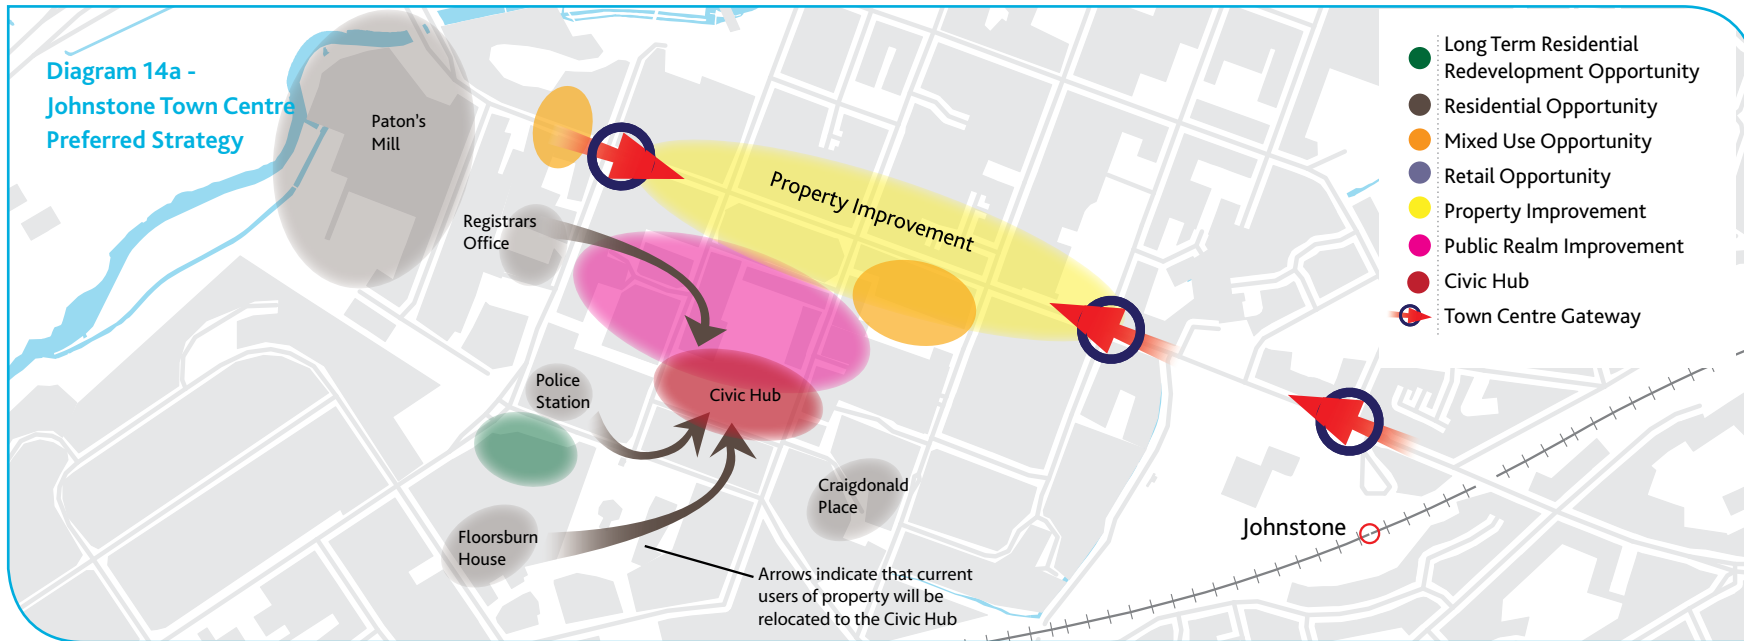 Diagram 14a -
Johnstone Town Centre
Preferred Strategy
Paton's
Mill
Registrars
Office
Property Improvement
Police
Station
Civic Hub
Craigdonald
Place
Floorsburn
House
Arrows indicate that current
users of property will be
relocated to the Civic Hub
Johnstone
Long Term Residential
Redevelopment Opportunity
Residential Opportunity
Mixed Use Opportunity
Retail Opportunity
Property Improvement
Public Realm Improvement
Civic Hub
Town Centre Gateway